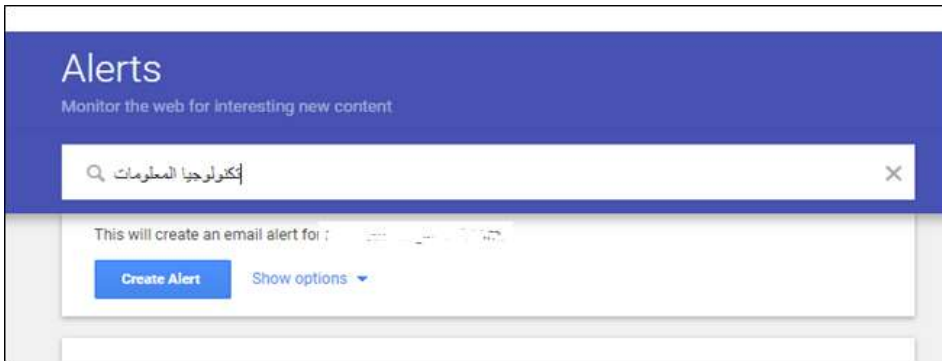 Alerts
Monitor the web for interesting new content
تكنولوجيا المعلومات
This will create an email alert for :
Create Alert
Show options